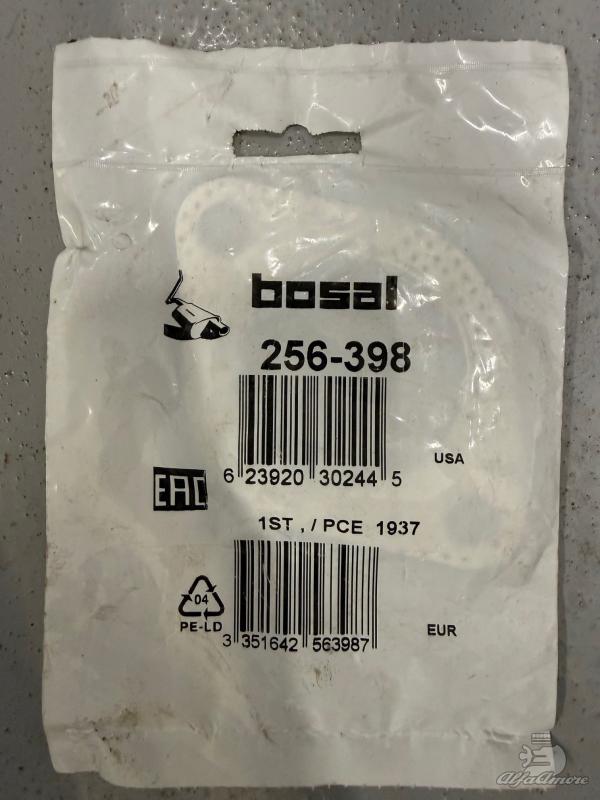 bosal
256-398
USA
6 23920 30244 5
EAC
1ST , / PCE 1937
04
PE-LD
EUR
3 351642 563987
AlfaAmore